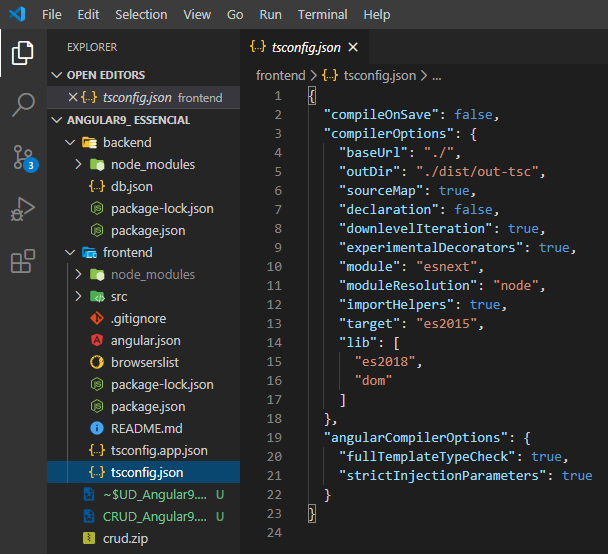 File Edit Selection View Go Run Terminal Help
EXPLORER
OPEN EDITORS
tsconfig.json frontend
ANGULAR9_ ESSENCIAL
backend
node_modules
db.json
package-lock.json
package.json
frontend
node_modules
src
.gitignore
angular.json
browserslist
package-lock.json
package.json
README.md
tsconfig.app.json
tsconfig.json
~$UD_Angular9.... U
CRUD_Angular9.... U
crud.zip
3
tsconfig.json
frontend > tsconfig.json > ...
1 {
2 "compileOnSave": false,
3 "compilerOptions": {
4 "baseUrl": "./",
5 "outDir": "./dist/out-tsc",
6 "sourceMap": true,
7 "declaration": false,
8 "downlevelIteration": true,
9 "experimentalDecorators": true,
10 "module": "esnext",
11 "moduleResolution": "node",
12 "importHelpers": true,
13 "target": "es2015",
14 "lib": [
15 "es2018",
16 "dom"
17 ]
18 },
19 "angularCompilerOptions": {
20 "fullTemplateTypeCheck": true,
21 "strictInjectionParameters": true
22 }
23 }
24